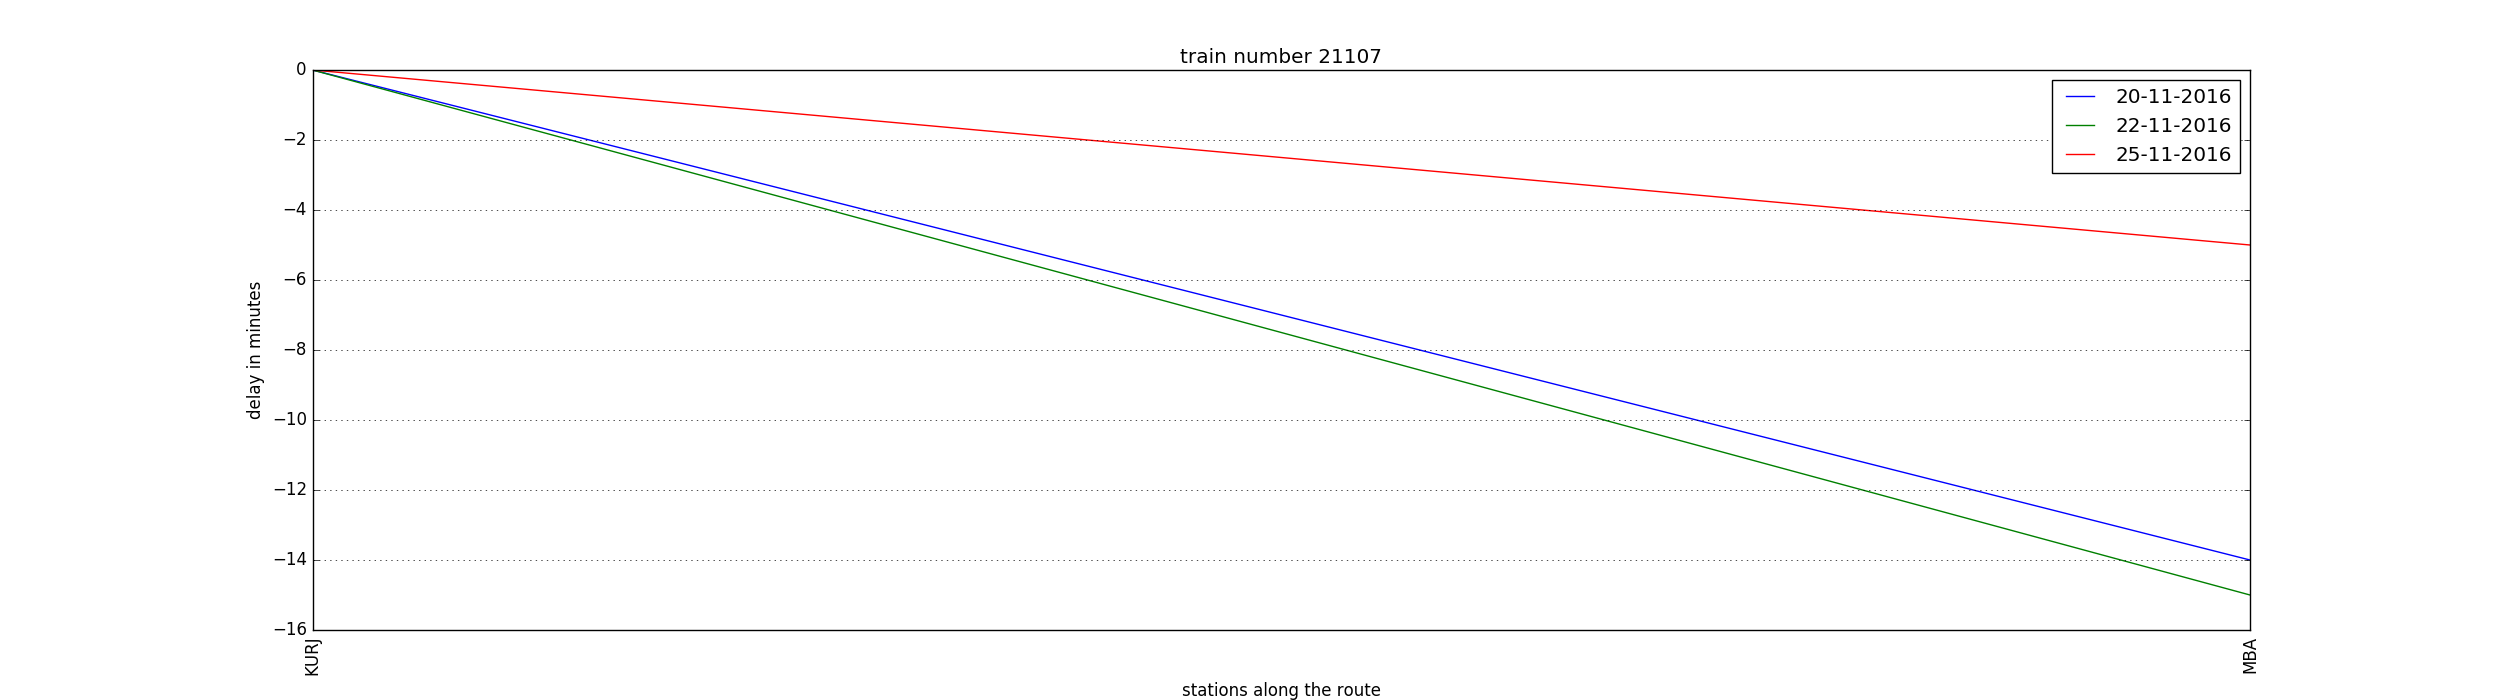 train number 21107
0
−2
−4
−6
−8
−10
−12
−14
−16
delay in minutes
20-11-2016
22-11-2016
25-11-2016
KURJ
MBA
stations along the route